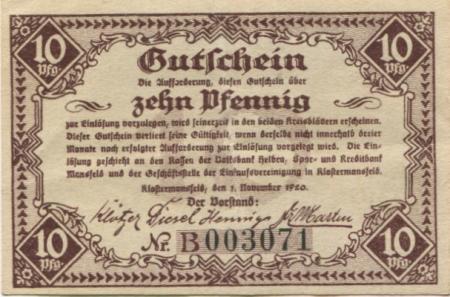 10 Pfg. 10 Pfg.
Gutschein
Die Aufforderung, diesen Gutschein über
zehn Pfennig
zur Einlösung vorzulegen, wird seinerzeit in den beiden Kreisblättern erscheinen.
Dieser Gutschein verliert seine Gültigkeit, wenn derselbe nicht innerhalb dreier
Monate nach erfolgter Aufforderung zur Einlösung vorgelegt wird. Die Ein-
lösung geschieht an den Kassen der Volksbank Helbra, Spar- und Kreditbank
Mansfeld und der Geschäftsstelle der Einkaufsvereinigung in Klostermansfeld.
Klostermansfeld, den 1. November 1920.
Der Vorstand:
Diesel Hennig
Nr. B003071
10 Pfg. 10 Pfg.